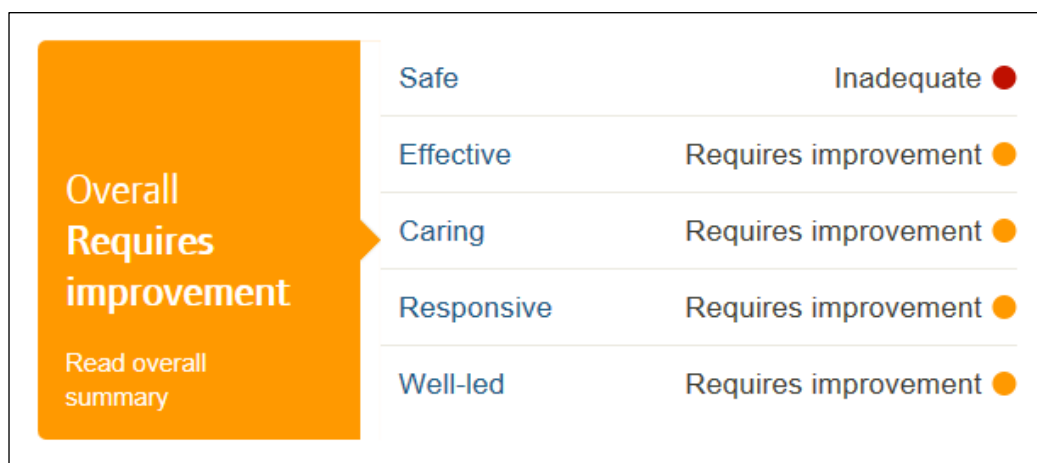 Overall
Requires
improvement
Read overall
summary
Safe Inadequate
Effective Requires improvement
Caring Requires improvement
Responsive Requires improvement
Well-led Requires improvement